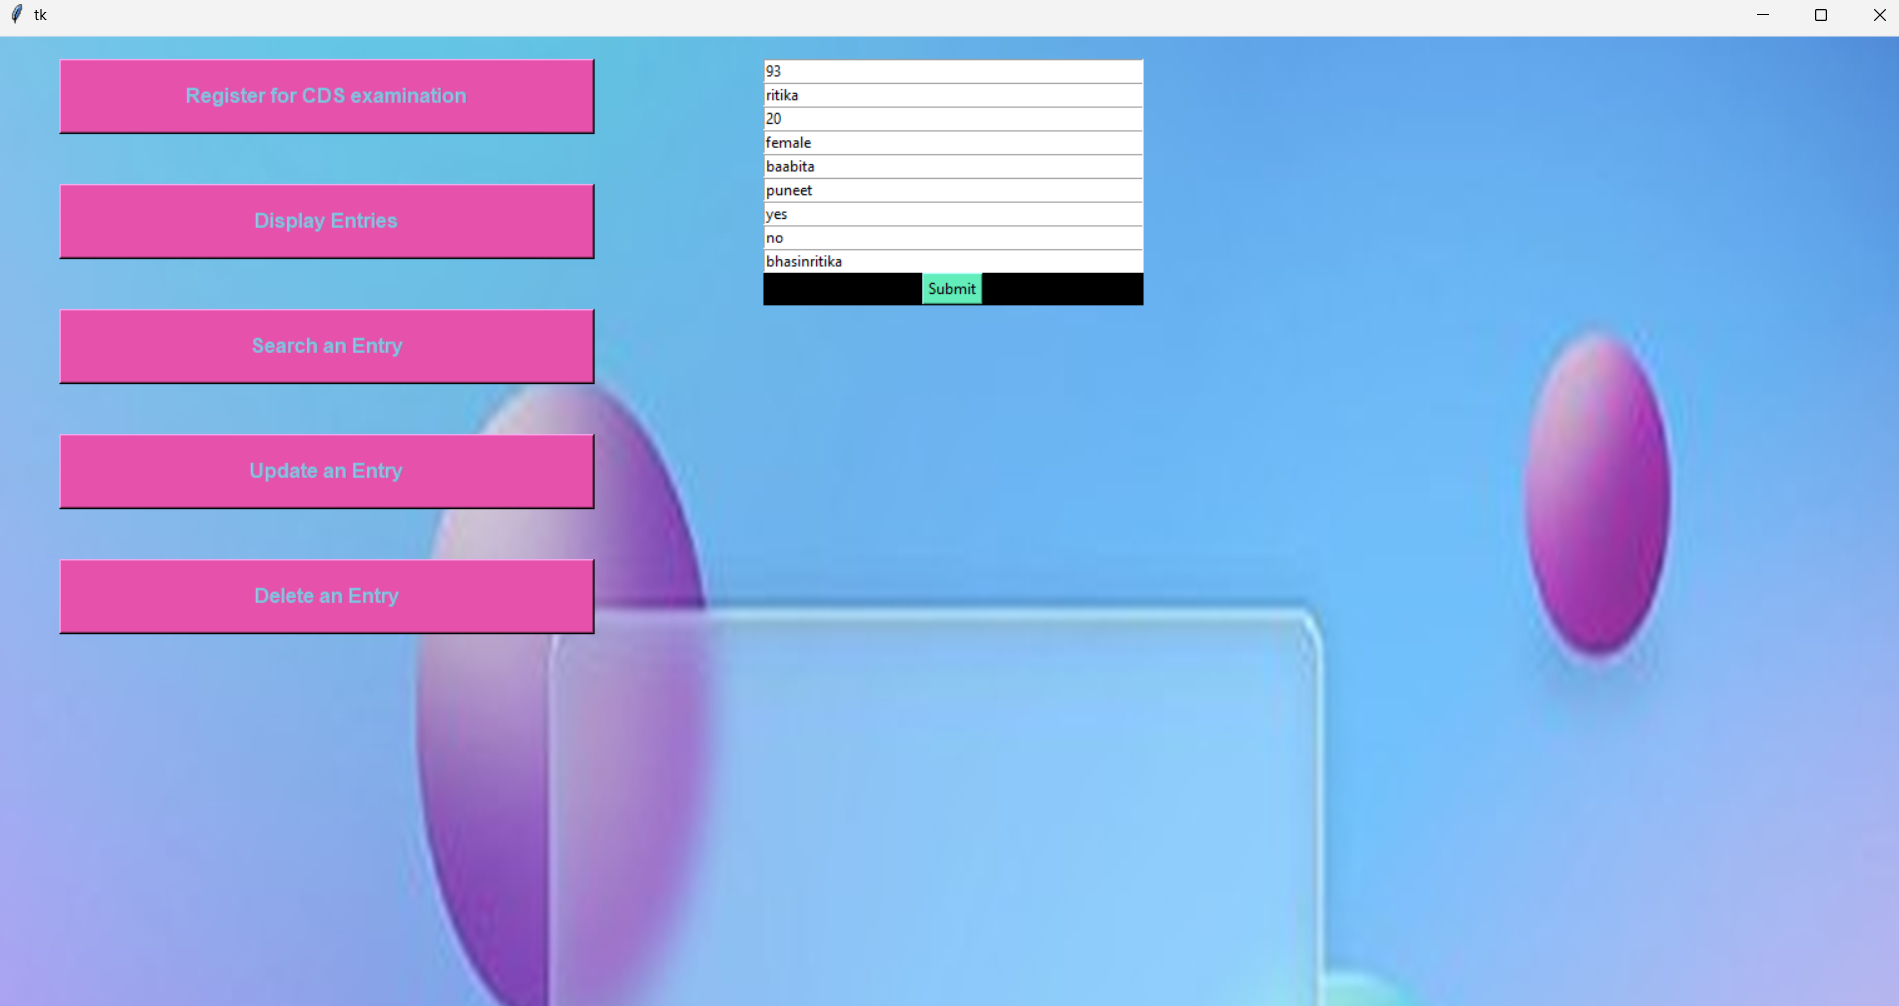 tk
Register for CDS examination
Display Entries
Search an Entry
Update an Entry
Delete an Entry
93
ritika
20
female
baabita
puneet
yes
no
bhasinritika
Submit